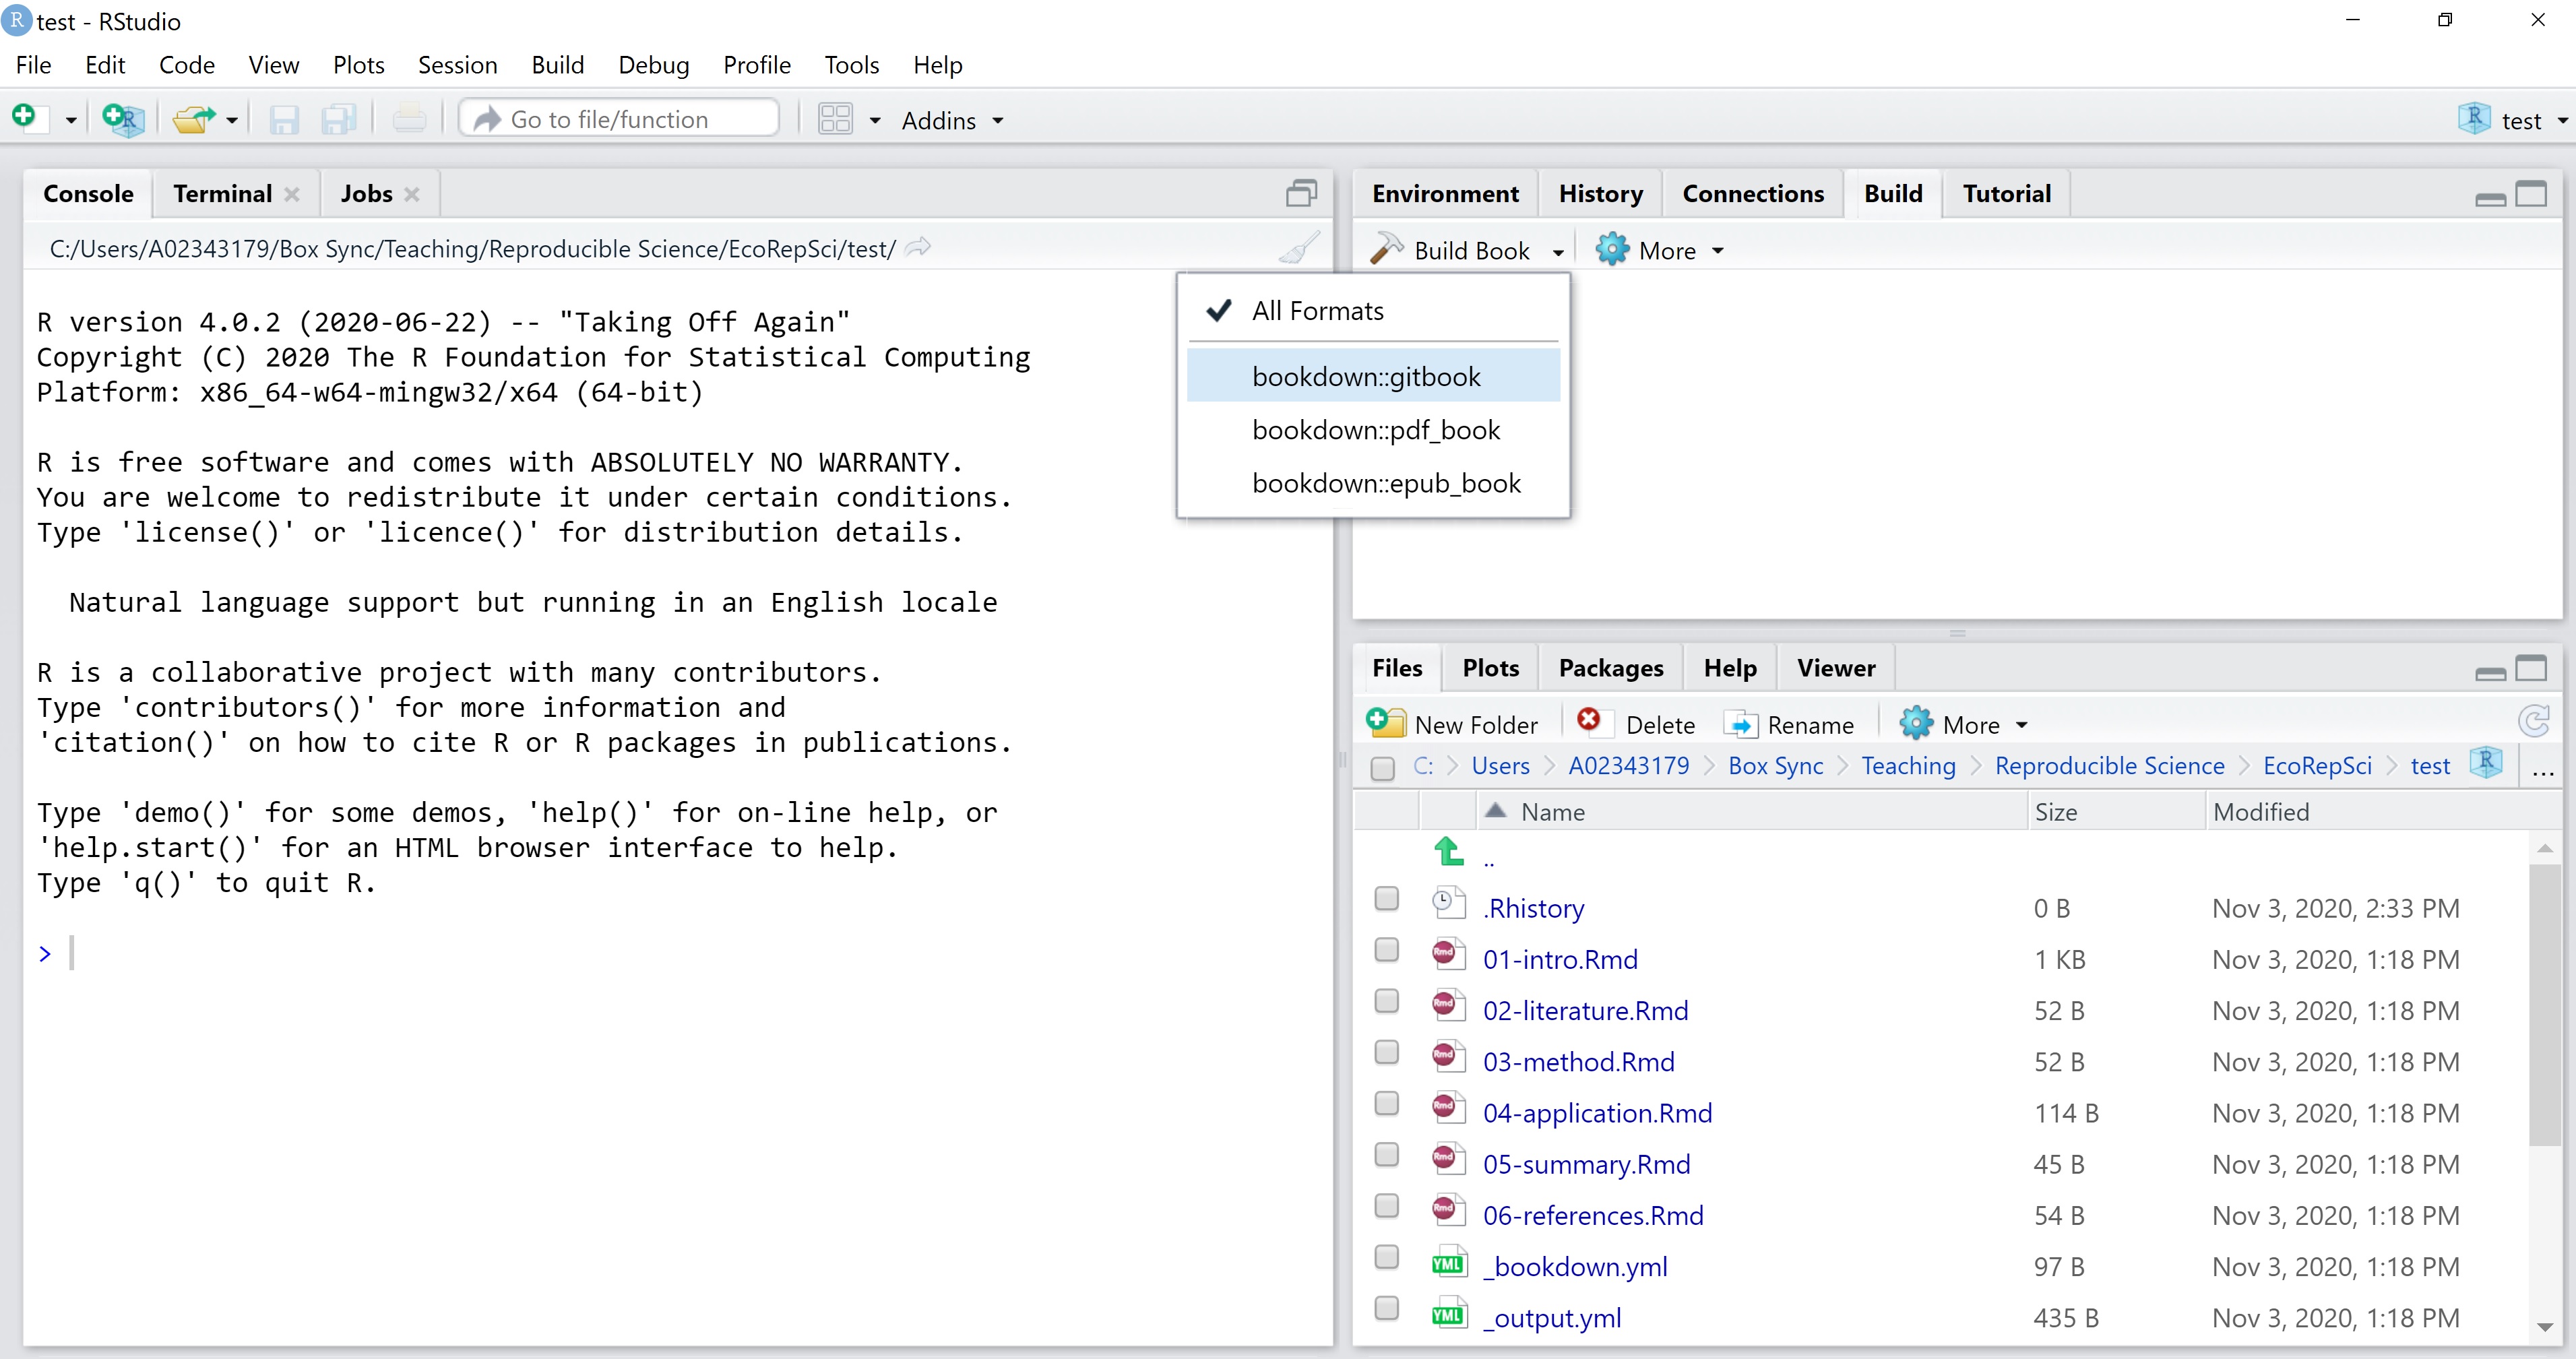 R test - RStudio
File Edit Code View Plots Session Build Debug Profile Tools Help
R Go to file/function Addins R test
Console Terminal Jobs
C:/Users/A02343179/Box Sync/Teaching/Reproducible Science/EcoRepSci/test/
R version 4.0.2 (2020-06-22) -- "Taking Off Again"
Copyright (C) 2020 The R Foundation for Statistical Computing
Platform: x86_64-w64-mingw32/x64 (64-bit)
R is free software and comes with ABSOLUTELY NO WARRANTY.
You are welcome to redistribute it under certain conditions.
Type 'license()' or 'licence()' for distribution details.
Natural language support but running in an English locale
R is a collaborative project with many contributors.
Type 'contributors()' for more information and
'citation()' on how to cite R or R packages in publications.
Type 'demo()' for some demos, 'help()' for on-line help, or
'help.start()' for an HTML browser interface to help.
Type 'q()' to quit R.
>
Environment History Connections Build Tutorial
Build Book More
All Formats
bookdown::gitbook
bookdown::pdf_book
bookdown::epub_book
Files Plots Packages Help Viewer
New Folder Delete Rename More
C: > Users > A02343179 > Box Sync > Teaching > Reproducible Science > EcoRepSci > test R ...
Name Size Modified
..
.Rhistory 0 B Nov 3, 2020, 2:33 PM
Rmd 01-intro.Rmd 1 KB Nov 3, 2020, 1:18 PM
Rmd 02-literature.Rmd 52 B Nov 3, 2020, 1:18 PM
Rmd 03-method.Rmd 52 B Nov 3, 2020, 1:18 PM
Rmd 04-application.Rmd 114 B Nov 3, 2020, 1:18 PM
Rmd 05-summary.Rmd 45 B Nov 3, 2020, 1:18 PM
Rmd 06-references.Rmd 54 B Nov 3, 2020, 1:18 PM
YML _bookdown.yml 97 B Nov 3, 2020, 1:18 PM
YML _output.yml 435 B Nov 3, 2020, 1:18 PM